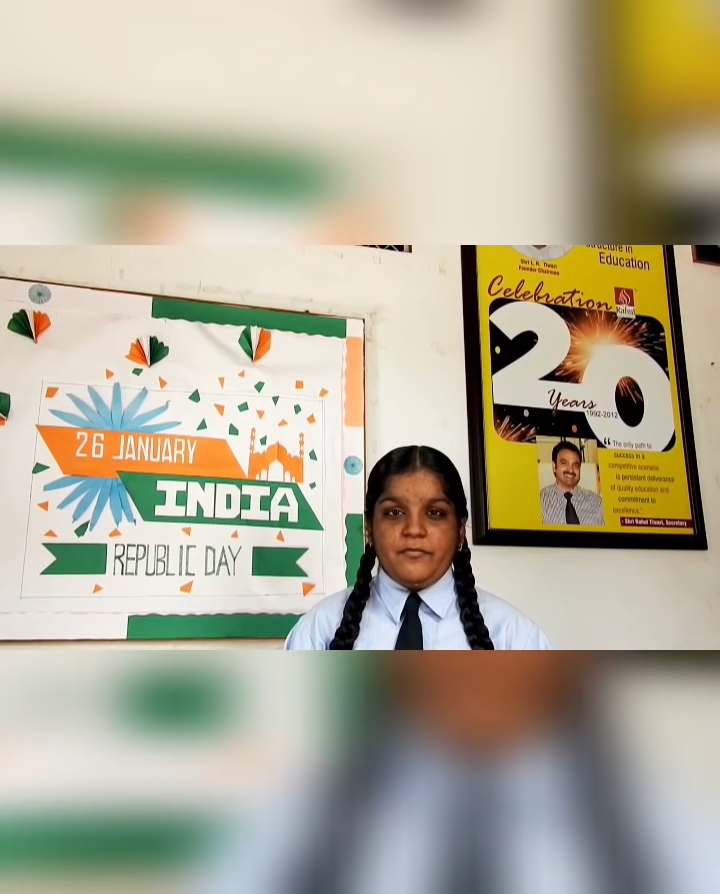 26 JANUARY
INDIA
REPUBLIC DAY
Structure in
Education
Shri L.R. Tiwari
Founder Chairman
Celebration
Rahul
20
Years
1992-2012
“ The only path to
success in a
competitive scenario
is persistent deliverance
of quality education and
commitment to
excellence.”
- Shri Rahul Tiwari, Secretary